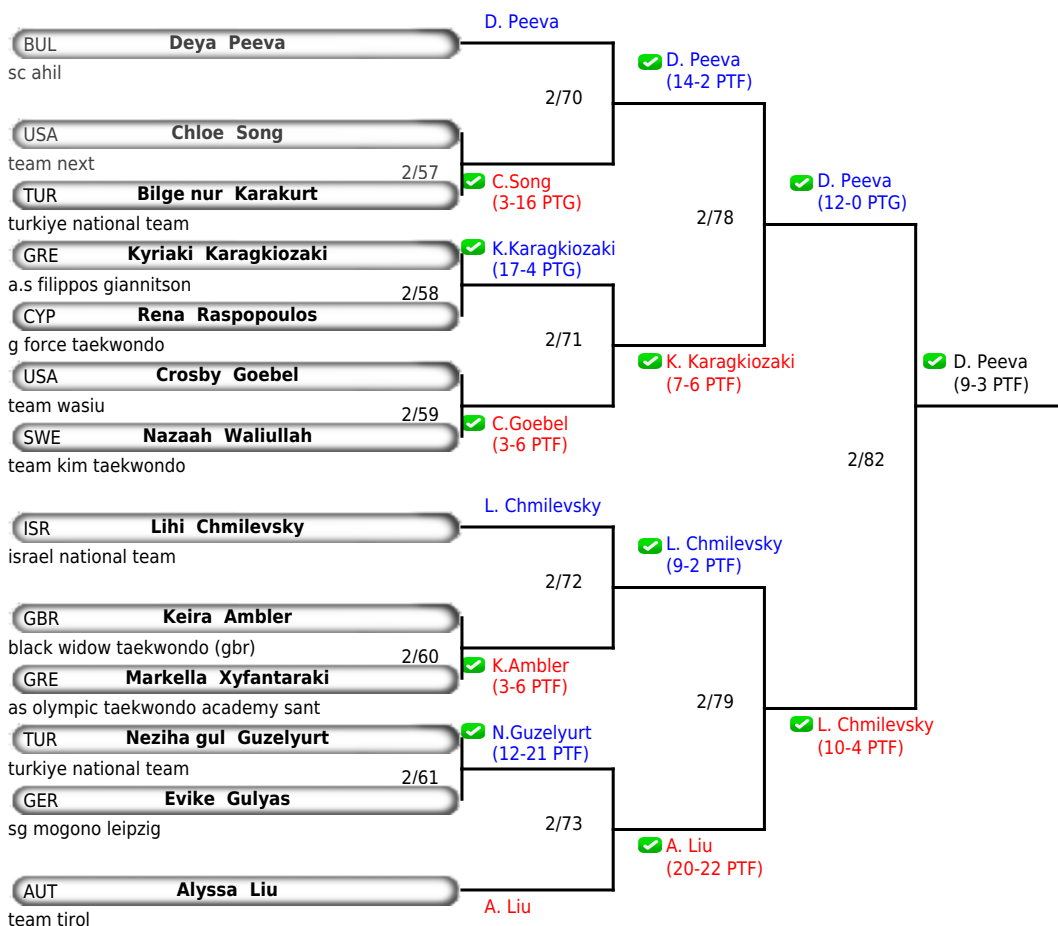 D. Peeva
BUL Deya Peeva
sc ahil
D. Peeva
(14-2 PTF)
2/70
USA Chloe Song
team next
2/57
C.Song
(3-16 PTG)
TUR Bilge nur Karakurt
turkiye national team
D. Peeva
(12-0 PTG)
2/78
GRE Kyriaki Karagkiozaki
K.Karagkiozaki
(17-4 PTG)
a.s filippos giannitson
2/58
CYP Rena Raspopoulos
g force taekwondo
2/71
USA Crosby Goebel
K. Karagkiozaki
(7-6 PTF)
D. Peeva
(9-3 PTF)
team wasiu
2/59
C.Goebel
(3-6 PTF)
SWE Nazaah Waliullah
team kim taekwondo
2/82
L. Chmilevsky
ISR Lihi Chmilevsky
israel national team
L. Chmilevsky
(9-2 PTF)
2/72
GBR Keira Ambler
black widow taekwondo (gbr)
2/60
K.Ambler
(3-6 PTF)
GRE Markella Xyfantaraki
as olympic taekwondo academy sant
2/79
TUR Neziha gul Guzelyurt
N.Guzelyurt
(12-21 PTF)
L. Chmilevsky
(10-4 PTF)
turkiye national team
2/61
GER Evike Gulyas
sg mogono leipzig
2/73
A. Liu
(20-22 PTF)
AUT Alyssa Liu
A. Liu
team tirol